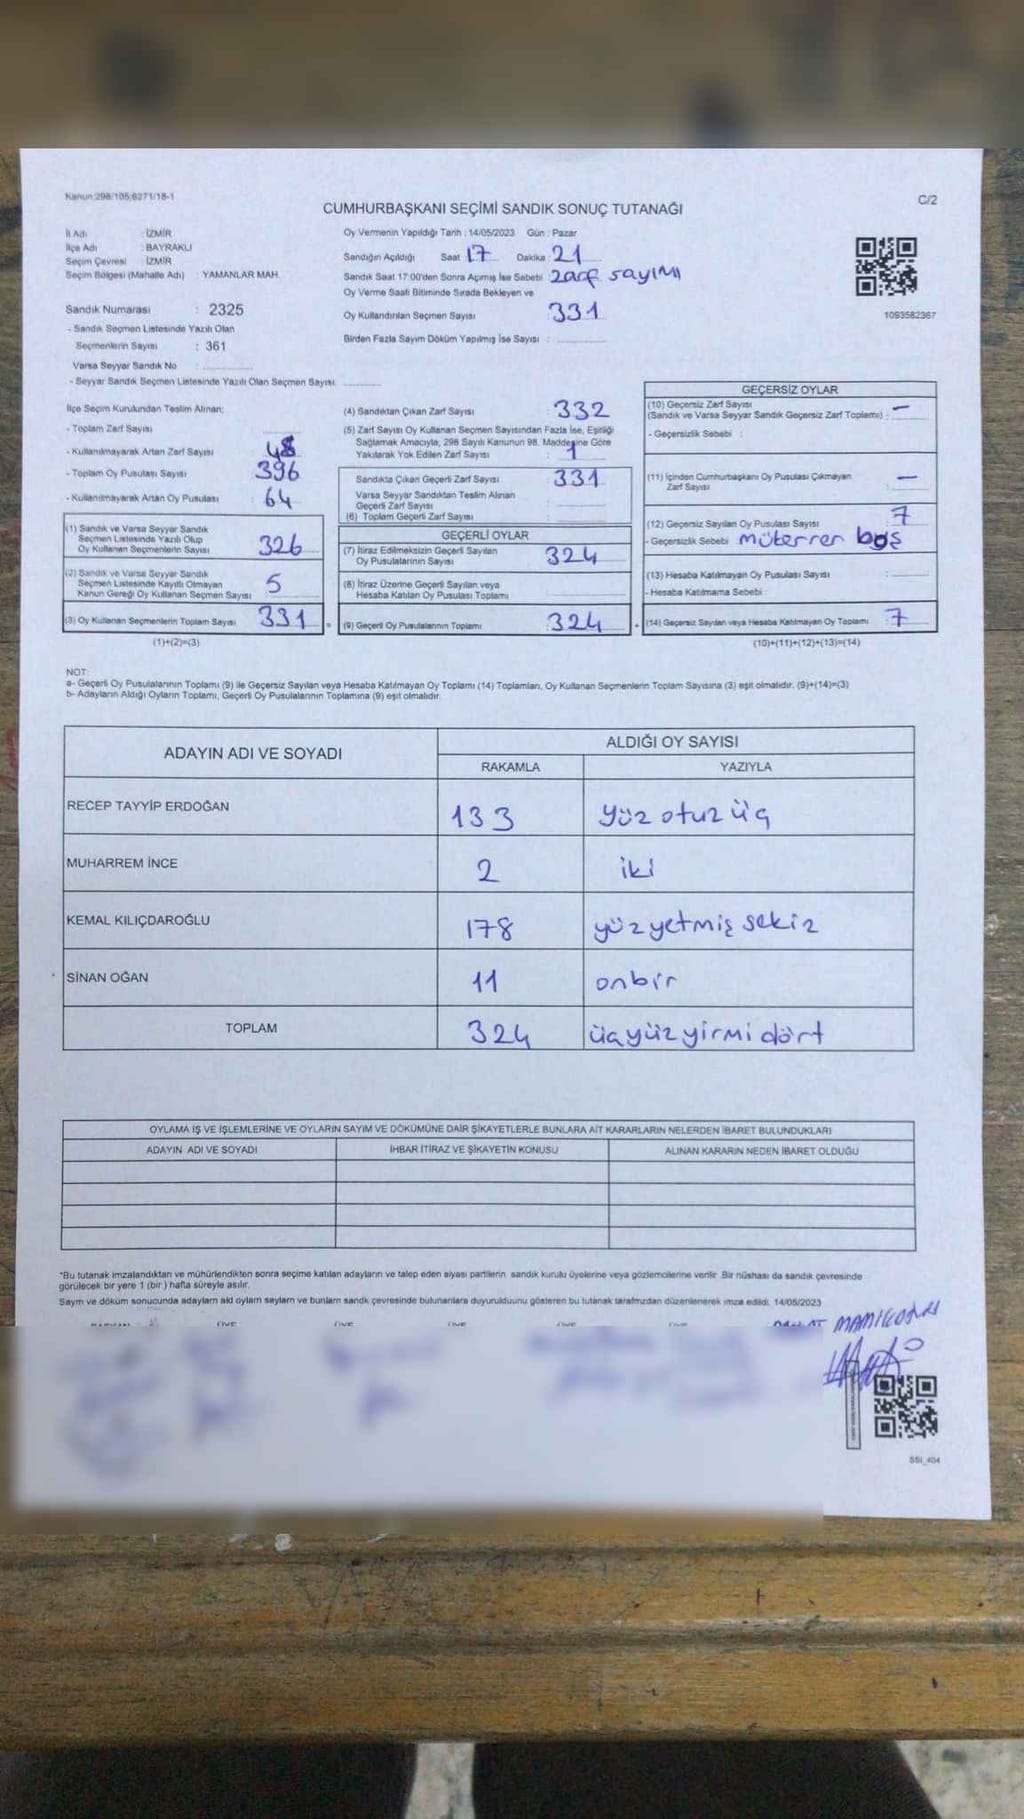 Kanun:298/105;6271/18-1
C/2
CUMHURBAŞKANI SEÇİMİ SANDIK SONUÇ TUTANAĞI
İl Adı : İZMİR
İlçe Adı : BAYRAKLI
Seçim Çevresi : İZMİR
Seçim Bölgesi (Mahalle Adı) : YAMANLAR MAH.
Sandık Numarası : 2325
- Sandık Seçmen Listesinde Yazılı Olan
Seçmenlerin Sayısı : 361
Varsa Seyyar Sandık No :
- Seyyar Sandık Seçmen Listesinde Yazılı Olan Seçmen Sayısı:
Oy Vermenin Yapıldığı Tarih : 14/05/2023 Gün : Pazar
Sandığın Açıldığı Saat 17 Dakika : 21
Sandık Saat 17:00'den Sonra Açımış İse Sebebi : zarf sayımı
Oy Verme Saati Bitiminde Sırada Bekleyen ve
Oy Kullandırılan Seçmen Sayısı : 331
Birden Fazla Sayım Döküm Yapılmış İse Sayısı :
1093582367
İlçe Seçim Kurulundan Teslim Alınan;
- Toplam Zarf Sayısı
- Kullanılmayarak Artan Zarf Sayısı 48
- Toplam Oy Pusulası Sayısı 396
- Kullanılmayarak Artan Oy Pusulası : 64
(1) Sandık ve Varsa Seyyar Sandık
Seçmen Listesinde Yazılı Olup
Oy Kullanan Seçmenlerin Sayısı 326
(2) Sandık ve Varsa Seyyar Sandık
Seçmen Listesinde Kayıtlı Olmayan
Kanun Gereği Oy Kullanan Seçmen Sayısı 5
(3) Oy Kullanan Seçmenlerin Toplam Sayısı 331
(1)+(2)=(3)
(4) Sandıktan Çıkan Zarf Sayısı : 332
(5) Zarf Sayısı Oy Kullanan Seçmen Sayısından Fazla İse, Eşitliği
Sağlamak Amacıyla, 298 Sayılı Kanunun 98. Maddesine Göre
Yakılarak Yok Edilen Zarf Sayısı : 1
Sandıkta Çıkan Geçerli Zarf Sayısı : 331
Varsa Seyyar Sandıktan Teslim Alınan
Geçerli Zarf Sayısı :
(6) Toplam Geçerli Zarf Sayısı :
GEÇERLİ OYLAR
(7) İtiraz Edilmeksizin Geçerli Sayılan
Oy Pusulalarının Sayısı : 324
(8) İtiraz Üzerine Geçerli Sayılan veya
Hesaba Katılan Oy Pusulası Toplamı :
= (9) Geçerli Oy Pusulalarının Toplamı : 324
GEÇERSİZ OYLAR
(10) Geçersiz Zarf Sayısı
(Sandık ve Varsa Seyyar Sandık Geçersiz Zarf Toplamı) : —
- Geçersizlik Sebebi :
(11) İçinden Cumhurbaşkanı Oy Pusulası Çıkmayan
Zarf Sayısı —
(12) Geçersiz Sayılan Oy Pusulası Sayısı : 7
- Geçersizlik Sebebi müterrer boş
(13) Hesaba Katılmayan Oy Pusulası Sayısı :
- Hesaba Katılmama Sebebi :
+ (14) Geçersiz Sayılan veya Hesaba Katılmayan Oy Toplamı : 7
(10)+(11)+(12)+(13)=(14)
NOT:
a- Geçerli Oy Pusulalarının Toplamı (9) ile Geçersiz Sayılan veya Hesaba Katılmayan Oy Toplamı (14) Toplamları, Oy Kullanan Seçmenlerin Toplam Sayısına (3) eşit olmalıdır. (9)+(14)=(3)
b- Adayların Aldığı Oyların Toplamı, Geçerli Oy Pusulalarının Toplamına (9) eşit olmalıdır.
ADAYIN ADI VE SOYADI
ALDIĞI OY SAYISI
RAKAMLA YAZIYLA
RECEP TAYYİP ERDOĞAN 133 yüz otuz üç
MUHARREM İNCE 2 iki
KEMAL KILIÇDAROĞLU 178 yüz yetmiş sekiz
SİNAN OĞAN 11 onbir
TOPLAM 324 üçyüz yirmi dört
OYLAMA İŞ VE İŞLEMLERİNE VE OYLARIN SAYIM VE DÖKÜMÜNE DAİR ŞİKAYETLERLE BUNLARA AİT KARARLARIN NELERDEN İBARET BULUNDUKLARI
ADAYIN ADI VE SOYADI İHBAR İTİRAZ VE ŞİKAYETİN KONUSU ALINAN KARARIN NEDEN İBARET OLDUĞU
*Bu tutanak imzalandıktan ve mühürlendikten sonra seçime katılan adayların ve talep eden siyasi partilerin sandık kurulu üyelerine veya gözlemcilerine verilir. Bir nüshası da sandık çevresinde
görülecek bir yere 1 (bir) hafta süreyle asılır.
Sayım ve döküm sonucunda adayların aldı oyların sayıları ve bunların sandk çevresinde bulunanlara duyurulduunu gösteren bu tutanak tarafmızdan düzenlenerek imza edildi. 14/05/2023
SSI_404